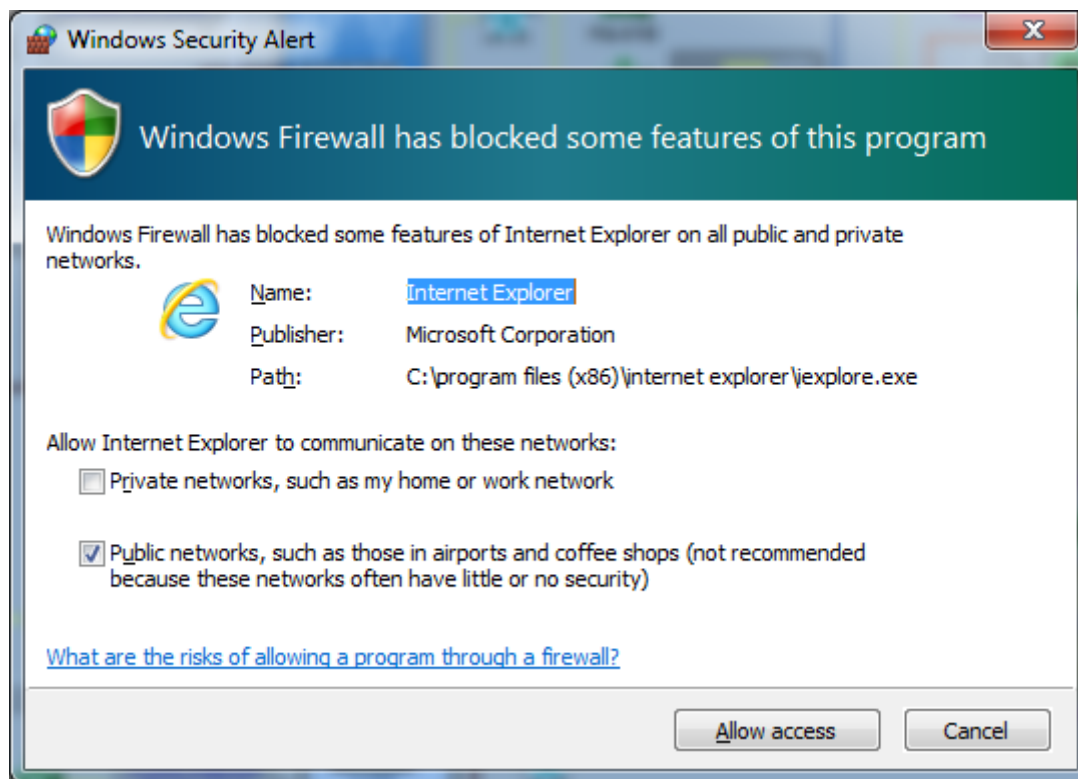 Windows Security Alert
Windows Firewall has blocked some features of this program
Windows Firewall has blocked some features of Internet Explorer on all public and private
networks.
Name: Internet Explorer
Publisher: Microsoft Corporation
Path: C:\program files (x86)\internet explorer\iexplore.exe
Allow Internet Explorer to communicate on these networks:
Private networks, such as my home or work network
Public networks, such as those in airports and coffee shops (not recommended
because these networks often have little or no security)
What are the risks of allowing a program through a firewall?
Allow access Cancel